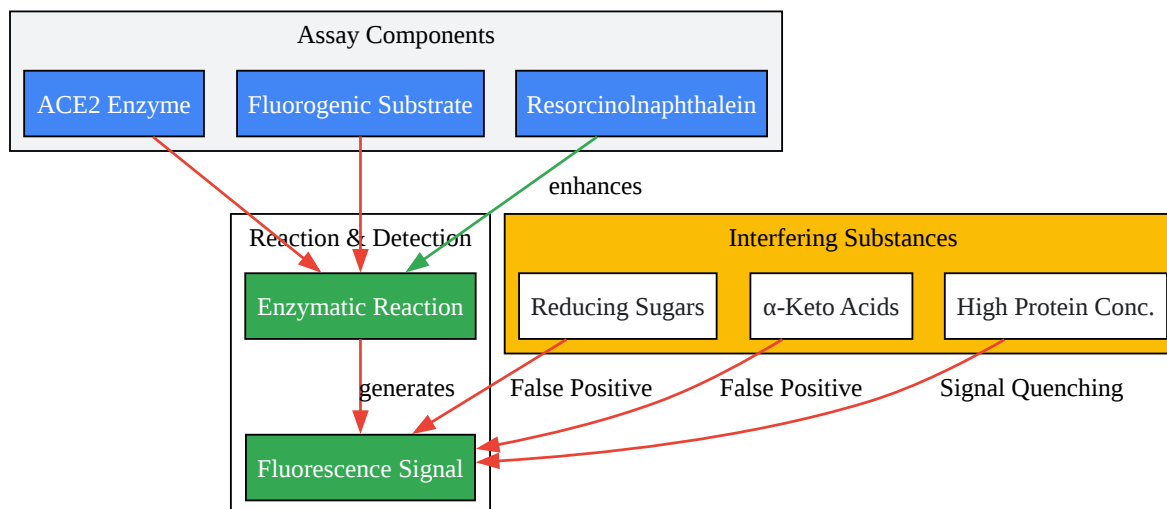 Assay Components
ACE2 Enzyme
Fluorogenic Substrate
Resorcinolnaphthalein
enhances
Reaction & Detection
Interfering Substances
Enzymatic Reaction
Reducing Sugars
α-Keto Acids
High Protein Conc.
generates
False Positive
False Positive
Signal Quenching
Fluorescence Signal